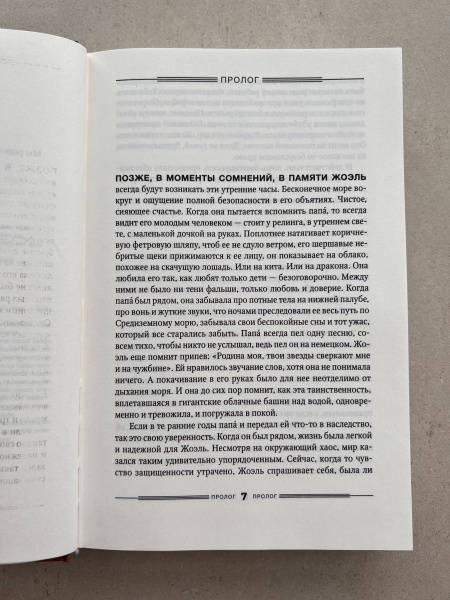 ПРОЛОГ
ПОЗЖЕ, В МОМЕНТЫ СОМНЕНИЙ, В ПАМЯТИ ЖОЭЛЬ
всегда будут возникать эти утренние часы. Бесконечное море вок-
руг и ощущение полной безопасности в его объятиях. Чистое,
сияющее счастье. Когда она пытается вспомнить папа́, то всегда
видит его молодым человеком — стоит у релинга, в утреннем све-
те, с маленькой дочкой на руках. Поплотнее натягивает коричне-
вую фетровую шляпу, чтоб ее не сдуло ветром, его шершавые не-
бритые щеки прижимаются к ее лицу, он показывает на облако,
похожее на скачущую лошадь. Или на кита. Или на дракона. Она
любила его так, как любят только дети — безоговорочно. Между
ними не было ни тени фальши, только любовь и доверие. Когда
папа́ был рядом, она забывала про потные тела на нижней палубе,
про вонь и жуткие звуки, что ночами преследовали ее весь путь по
Средиземному морю, забывала свои беспокойные сны и тот ужас,
который все старались забыть. Папа́ всегда пел одну песню, со-
всем тихо, чтобы никто не услышал, ведь пел он на немецком. Жо-
эль еще помнит припев: «Родина моя, твои звезды сверкают мне
и на чужбине». Ей нравилось звучание слов, хотя она не понимала
ничего. А покачивание в его руках было для нее неотделимо от
дыхания моря. И она до сих пор помнит, как эта таинственность,
вплетавшаяся в гигантские облачные башни над водой, одновре-
менно и тревожила, и погружала в покой.
Если в те ранние годы папа́ и передал ей что-то в наследство,
так это свою уверенность. Когда он был рядом, жизнь была легкой
и надежной для Жоэль. Несмотря на окружающий хаос, мир ка-
зался таким удивительно упорядоченным. Сейчас, когда то чув-
ство защищенности утрачено, Жоэль спрашивает себя, была ли
ПРОЛОГ 7 ПРОЛОГ